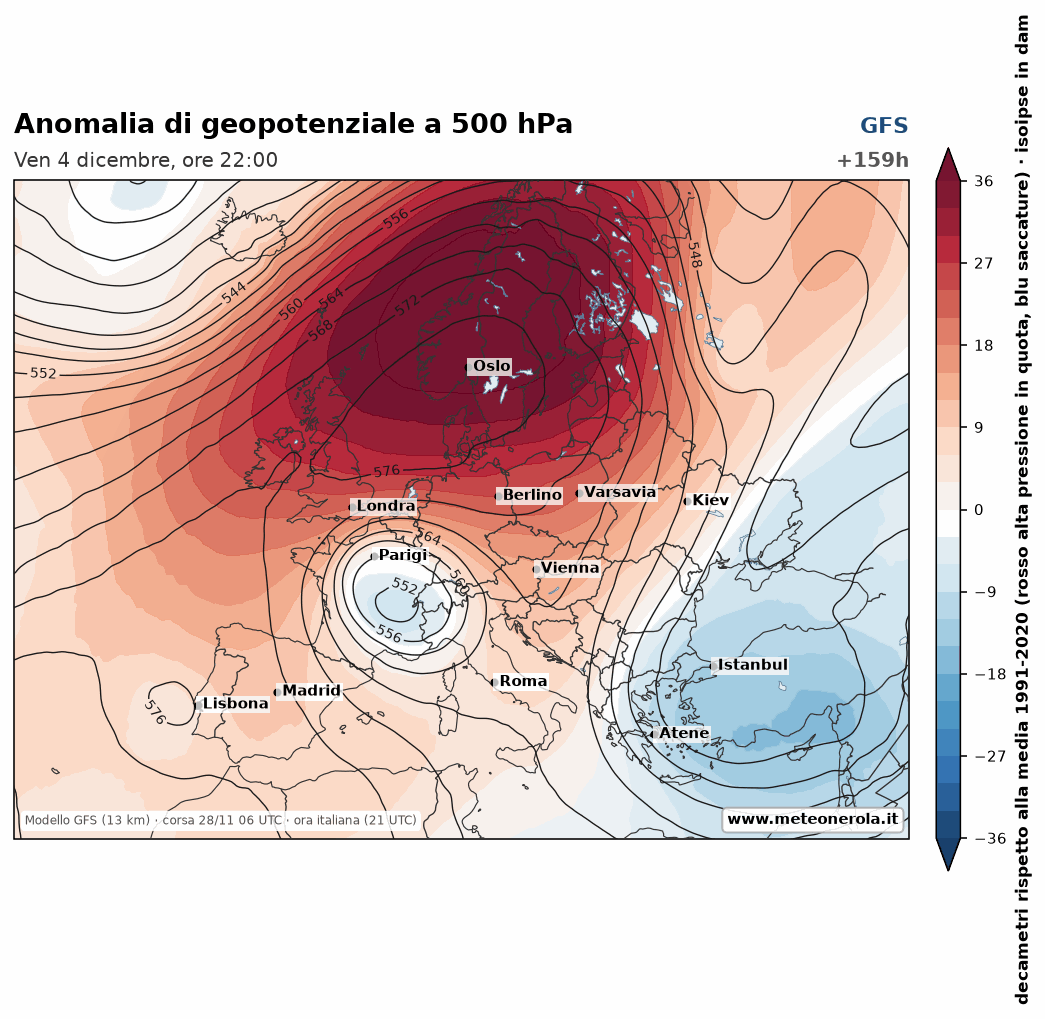 Anomalia di geopotenziale a 500 hPa
GFS
Ven 4 dicembre, ore 22:00
+159h
556
548
544
564
572
560
568
552
Oslo
576
Berlino
Varsavia
Kiev
Londra
564
Parigi
Vienna
560
552
556
Istanbul
Roma
Madrid
Lisbona
576
Atene
Modello GFS (13 km) · corsa 28/11 06 UTC · ora italiana (21 UTC)
www.meteonerola.it
36
27
18
9
0
−9
−18
−27
−36
decametri rispetto alla media 1991-2020 (rosso alta pressione in quota, blu saccature) · isoipse in dam